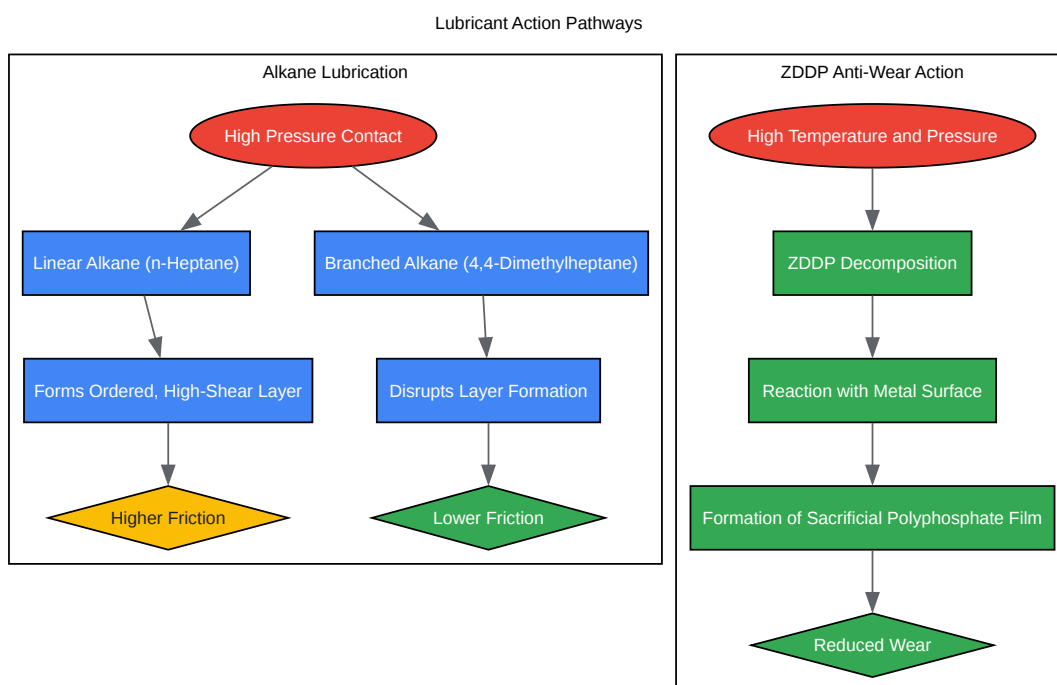 Lubricant Action Pathways
Alkane Lubrication
High Pressure Contact
Linear Alkane (n-Heptane)
Branched Alkane (4,4-Dimethylheptane)
Forms Ordered, High-Shear Layer
Disrupts Layer Formation
Higher Friction
Lower Friction
ZDDP Anti-Wear Action
High Temperature and Pressure
ZDDP Decomposition
Reaction with Metal Surface
Formation of Sacrificial Polyphosphate Film
Reduced Wear